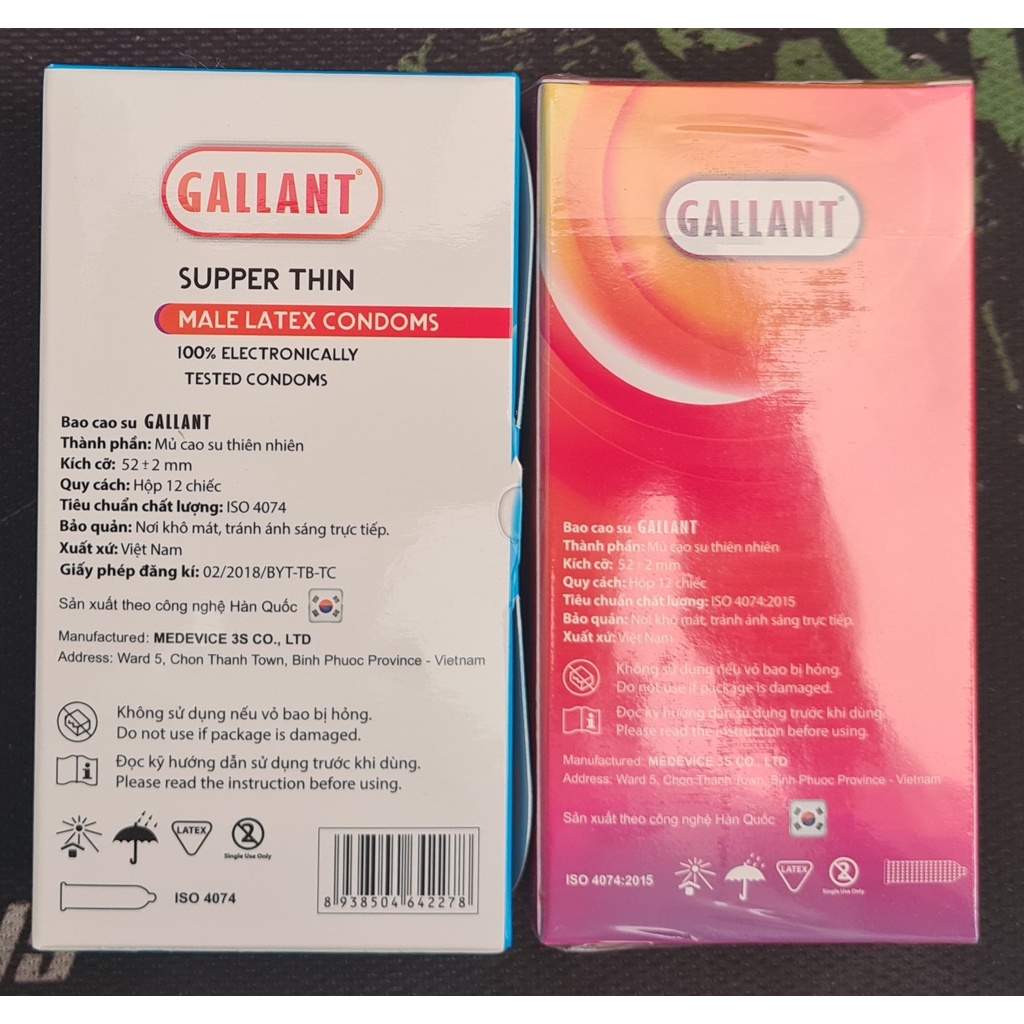 GALLANT®
SUPPER THIN
MALE LATEX CONDOMS
100% ELECTRONICALLY
TESTED CONDOMS
Bao cao su GALLANT
Thành phần: Mủ cao su thiên nhiên
Kích cỡ: 52±2 mm
Quy cách: Hộp 12 chiếc
Tiêu chuẩn chất lượng: ISO 4074
Bảo quản: Nơi khô mát, tránh ánh sáng trực tiếp.
Xuất xứ: Việt Nam
Giấy phép đăng kí: 02/2018/BYT-TB-TC
Sản xuất theo công nghệ Hàn Quốc
Manufactured: MEDEVICE 3S CO., LTD
Address: Ward 5, Chon Thanh Town, Binh Phuoc Province - Vietnam
Không sử dụng nếu vỏ bao bị hỏng.
Do not use if package is damaged.
Đọc kỹ hướng dẫn sử dụng trước khi dùng.
Please read the instruction before using.
LATEX
2
Single Use Only
ISO 4074
8 938504 642278
GALLANT®
Bao cao su GALLANT
Thành phần: Mủ cao su thiên nhiên
Kích cỡ: 52±2 mm
Quy cách: Hộp 12 chiếc
Tiêu chuẩn chất lượng: ISO 4074:2015
Bảo quản: Nơi khô mát, tránh ánh sáng trực tiếp.
Xuất xứ: Việt Nam
Không sử dụng nếu vỏ bao bị hỏng.
Do not use if package is damaged.
Đọc kỹ hướng dẫn sử dụng trước khi dùng.
Please read the instruction before using.
Manufactured: MEDEVICE 3S CO., LTD
Address: Ward 5, Chon Thanh Town, Binh Phuoc Province - Vietnam
Sản xuất theo công nghệ Hàn Quốc
ISO 4074:2015
LATEX
2
Single Use Only